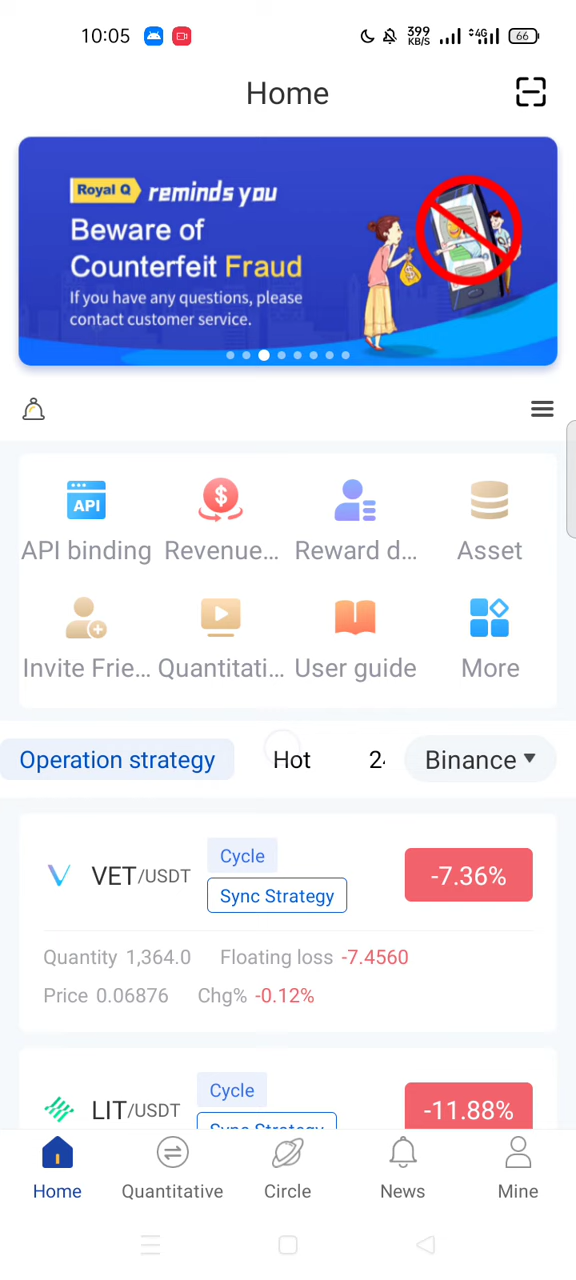 10:05
399
KB/S
4G
66
Home
Royal Q reminds you
Beware of
Counterfeit Fraud
If you have any questions, please
contact customer service.
API
API binding Revenue... Reward d... Asset
Invite Frie... Quantitati... User guide More
Operation strategy Hot Binance
VET/USDT
Cycle
Sync Strategy
-7.36%
Quantity 1,364.0 Floating loss -7.4560
Price 0.06876 Chg% -0.12%
LIT/USDT
Cycle
Sync Strategy
-11.88%
Home Quantitative Circle News Mine